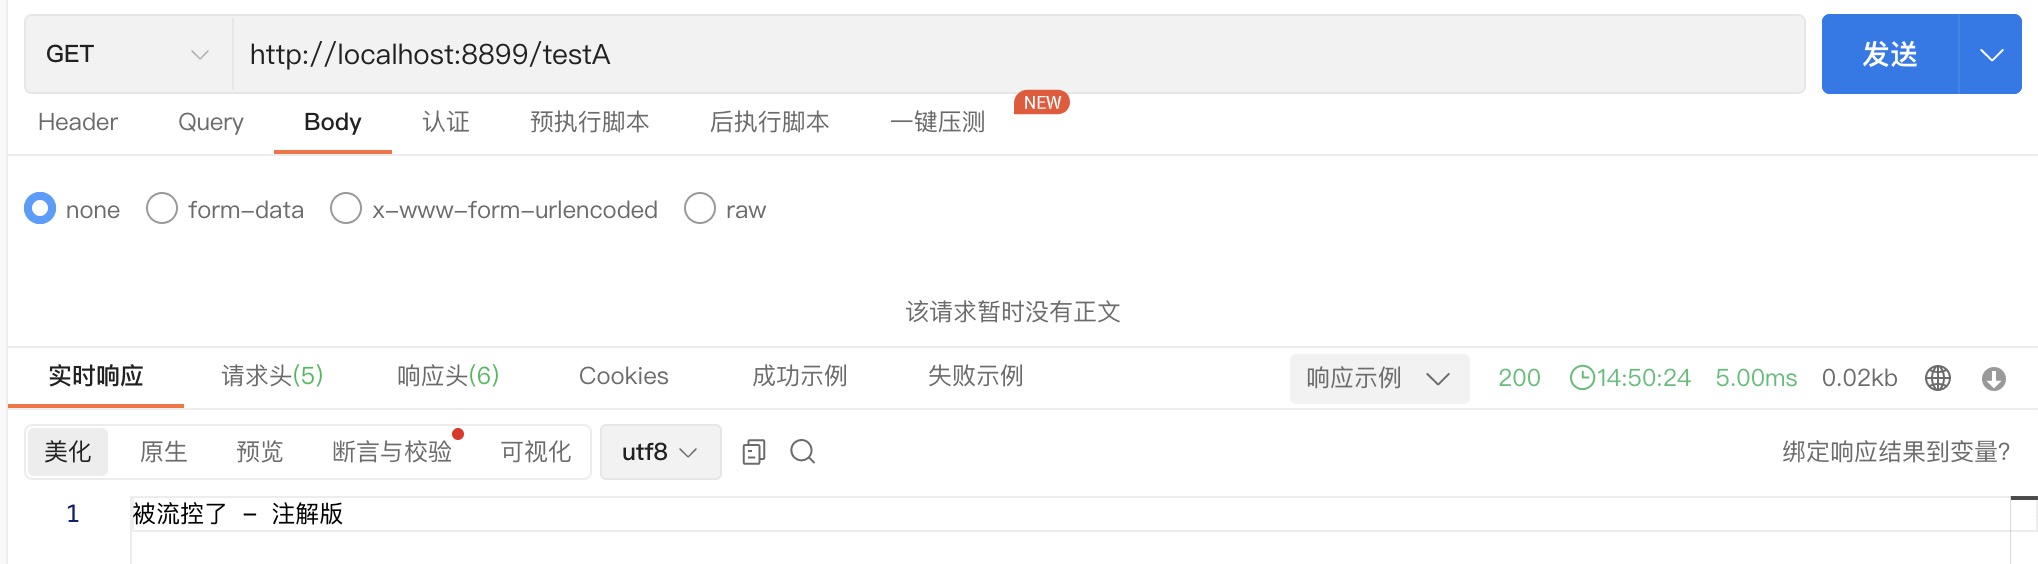 GET http://localhost:8899/testA 发送
Header Query Body 认证 预执行脚本 后执行脚本 一键压测 NEW
none form-data x-www-form-urlencoded raw
该请求暂时没有正文
实时响应 请求头(5) 响应头(6) Cookies 成功示例 失败示例 响应示例 200 14:50:24 5.00ms 0.02kb
美化 原生 预览 断言与校验 可视化 utf8 绑定响应结果到变量?
1 被流控了 - 注解版